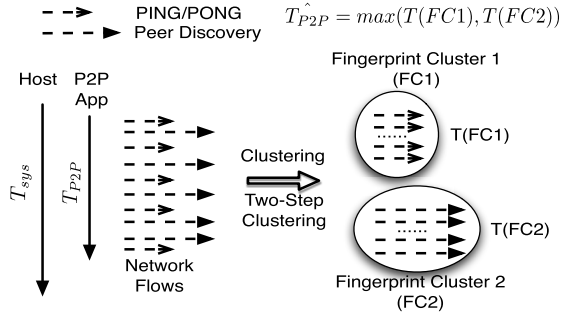 PING/PONG
Peer Discovery
T̂_{P2P} = max(T(FC1), T(FC2))
Host
P2P
App
T_{sys}
T_{P2P}
Network
Flows
Clustering
Two-Step
Clustering
Fingerprint Cluster 1
(FC1)
......
T(FC1)
......
T(FC2)
Fingerprint Cluster 2
(FC2)